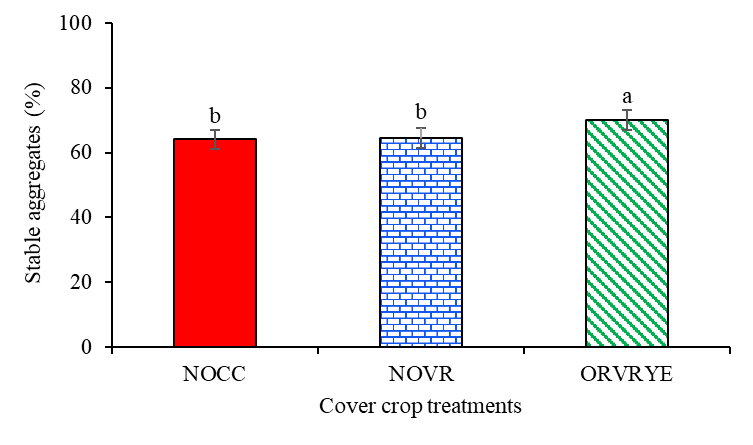 100
80
60
40
20
0
Stable aggregates (%)
b
b
a
NOCC
NOVR
ORVRYE
Cover crop treatments